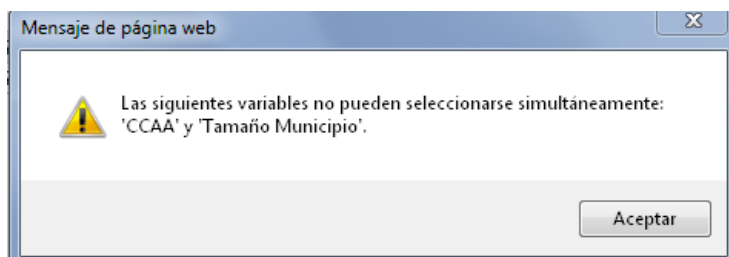 Mensaje de página web
Las siguientes variables no pueden seleccionarse simultáneamente:
'CCAA' y 'Tamaño Municipio'.
Aceptar